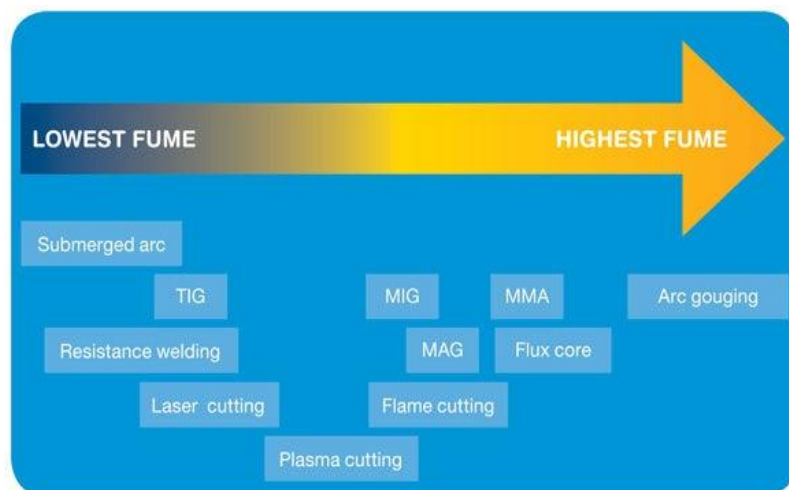 LOWEST FUME HIGHEST FUME
Submerged arc
TIG MIG MMA Arc gouging
Resistance welding MAG Flux core
Laser cutting Flame cutting
Plasma cutting